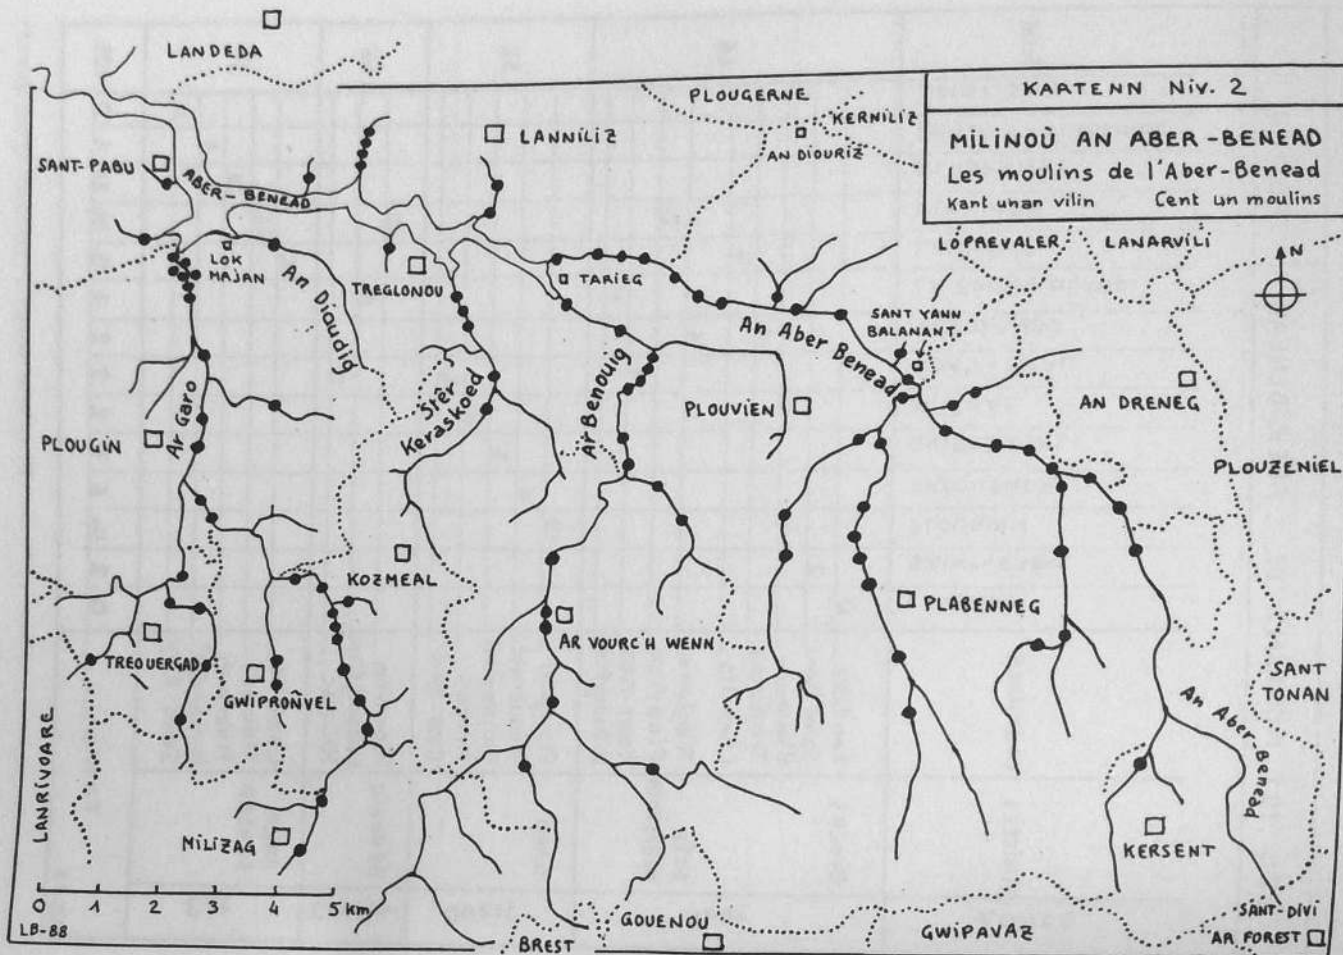 LANDEDA
PLOUGERNE
KERNILIZ
AN DIOURIZ
KARTENN Niv. 2
MILINOÙ AN ABER-BENEAD
Les moulins de l'Aber-Benead
Kant unan vilin Cent un moulins
LANNILIZ
SANT-PABU
ABER-BENEAD
LOPREVALER
LANARVILI
N
LOK
MAJAN
An Dioudig
TREGLONOU
TARIEG
An Aber Benead
SANT YANN
BALANANT
Ar Garo
Stêr
Keraskoed
Ar Benouig
PLOUVIEN
AN DRENEG
PLOUGIN
PLOUZENIEL
KOZMEAL
PLABENNEG
AR VOURC'H WENN
TREOUERGAD
GWIPROÑVEL
SANT
TONAN
An Aber-Benead
LANRIVOARE
MILIZAG
KERSENT
0 1 2 3 4 5 km
LB-88
BREST
GOUENOU
GWIPAVAZ
SANT-DIVI
AR FOREST